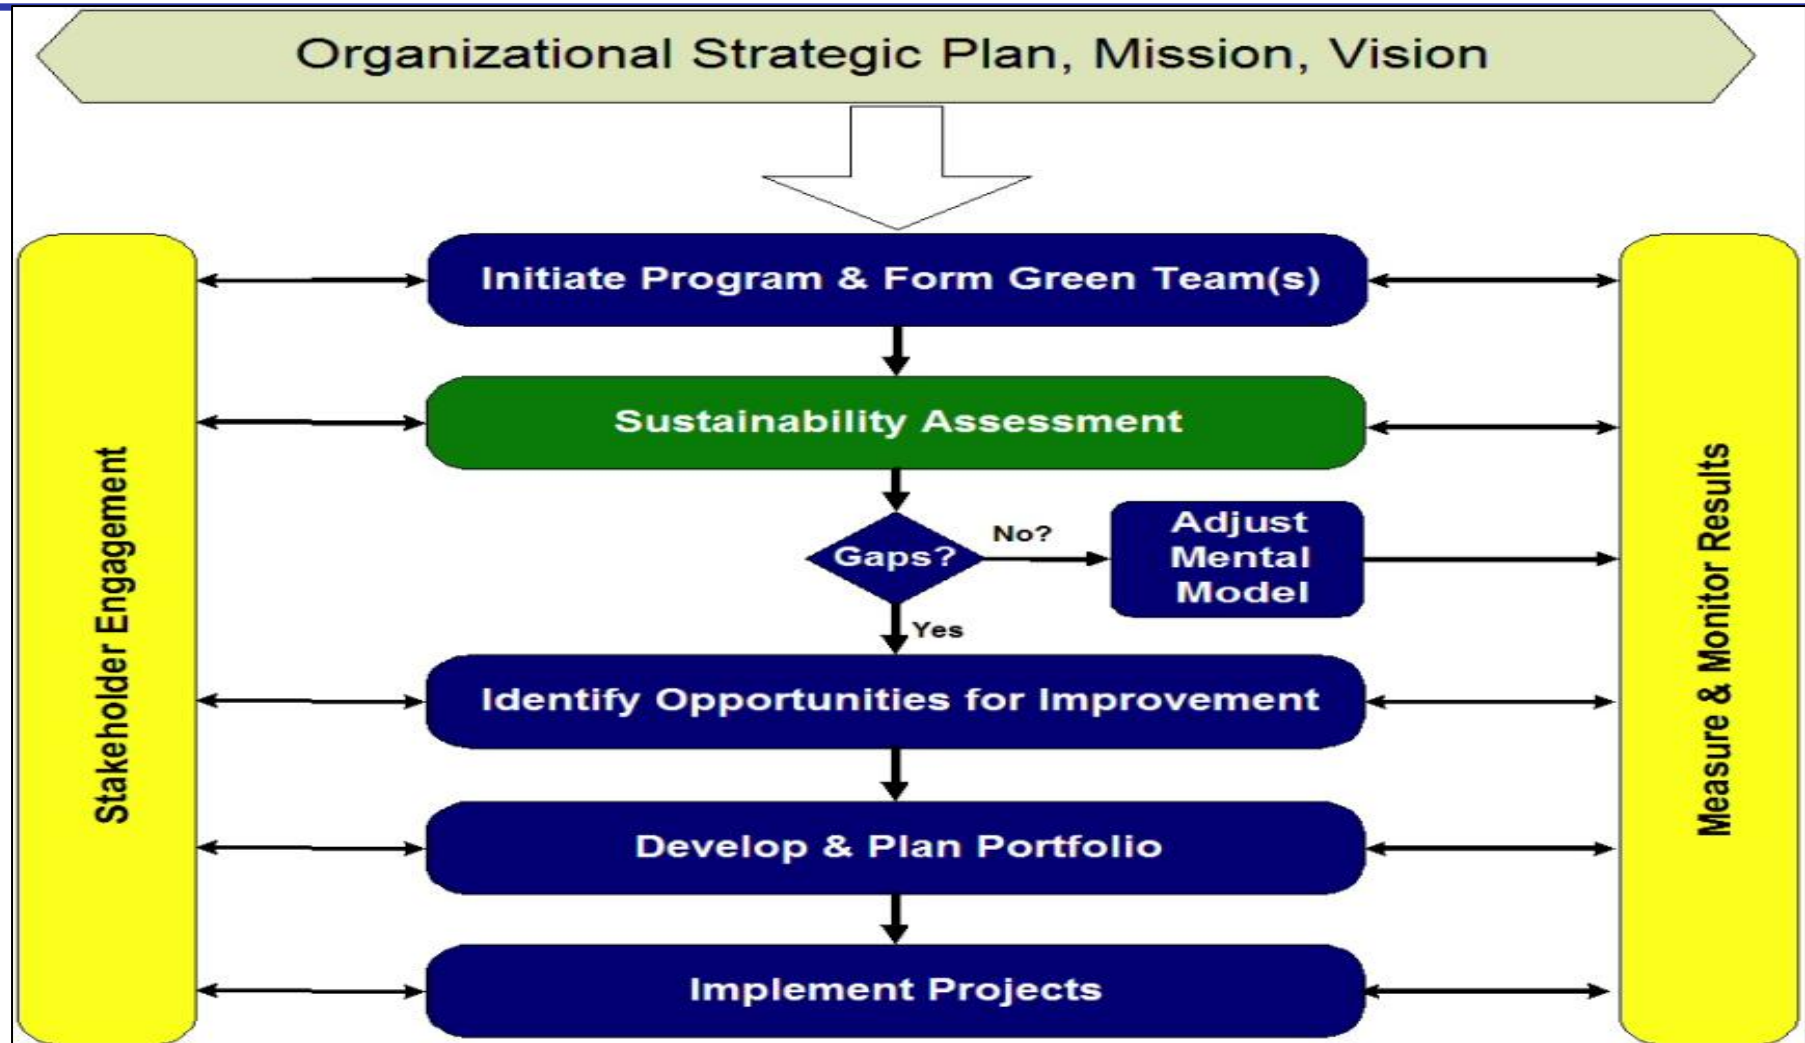 Organizational Strategic Plan, Mission, Vision
Initiate Program & Form Green Team(s)
Sustainability Assessment
Gaps?
No?
Adjust
Mental
Model
Yes
Identify Opportunities for Improvement
Develop & Plan Portfolio
Implement Projects
Stakeholder Engagement
Measure & Monitor Results